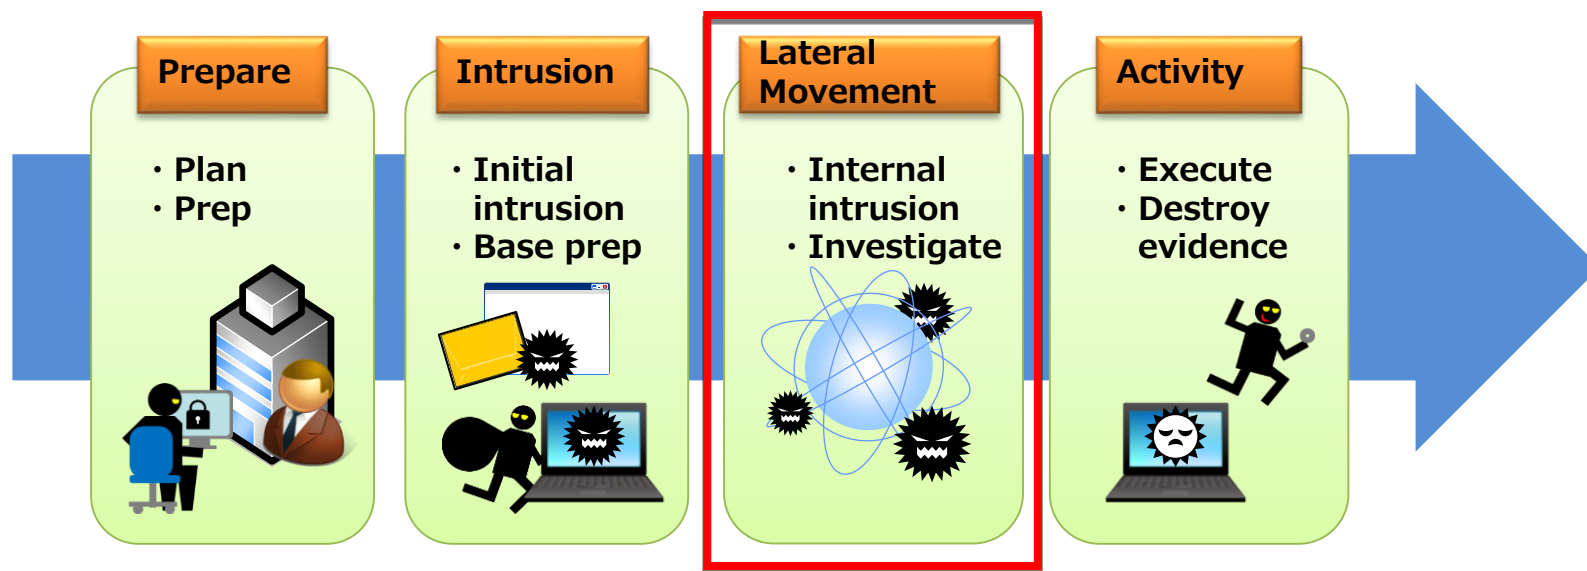 Prepare
・Plan
・Prep
Intrusion
・Initial
intrusion
・Base prep
Lateral
Movement
・Internal
intrusion
・Investigate
Activity
・Execute
・Destroy
evidence